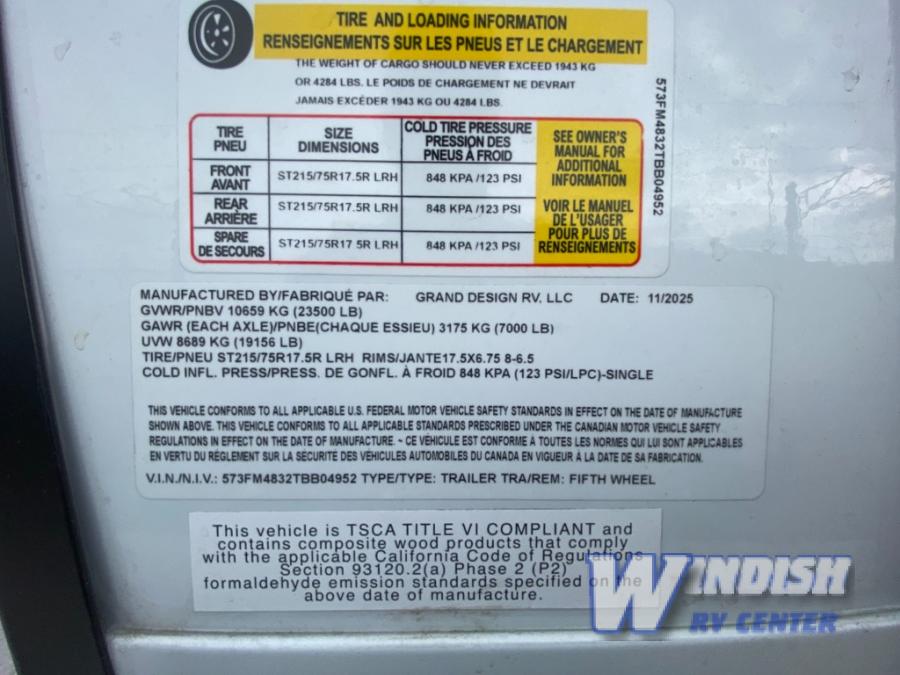 TIRE AND LOADING INFORMATION
RENSEIGNEMENTS SUR LES PNEUS ET LE CHARGEMENT
THE WEIGHT OF CARGO SHOULD NEVER EXCEED 1943 KG
OR 4284 LBS. LE POIDS DE CHARGEMENT NE DEVRAIT
JAMAIS EXCÉDER 1943 KG OU 4284 LBS.
TIRE PNEU
SIZE DIMENSIONS
COLD TIRE PRESSURE PRESSION DES PNEUS À FROID
FRONT AVANT ST215/75R17.5R LRH 848 KPA /123 PSI
REAR ARRIÈRE ST215/75R17.5R LRH 848 KPA /123 PSI
SPARE DE SECOURS ST215/75R17 5R LRH 848 KPA /123 PSI
SEE OWNER'S
MANUAL FOR
ADDITIONAL
INFORMATION
VOIR LE MANUEL
DE L'USAGER
POUR PLUS DE
RENSEIGNEMENTS
573FM4832TBB04952
MANUFACTURED BY/FABRIQUÉ PAR: GRAND DESIGN RV, LLC DATE: 11/2025
GVWR/PNBV 10659 KG (23500 LB)
GAWR (EACH AXLE)/PNBE(CHAQUE ESSIEU) 3175 KG (7000 LB)
UVW 8689 KG (19156 LB)
TIRE/PNEU ST215/75R17.5R LRH RIMS/JANTE17.5X6.75 8-6.5
COLD INFL. PRESS/PRESS. DE GONFL. À FROID 848 KPA (123 PSI/LPC)-SINGLE
THIS VEHICLE CONFORMS TO ALL APPLICABLE U.S. FEDERAL MOTOR VEHICLE SAFETY STANDARDS IN EFFECT ON THE DATE OF MANUFACTURE
SHOWN ABOVE. THIS VEHICLE CONFORMS TO ALL APPLICABLE STANDARDS PRESCRIBED UNDER THE CANADIAN MOTOR VEHICLE SAFETY
REGULATIONS IN EFFECT ON THE DATE OF MANUFACTURE. ~ CE VÉHICULE EST CONFORME À TOUTES LES NORMES QUI LUI SONT APPLICABLES
EN VERTU DU RÈGLEMENT SUR LA SÉCURITÉ DES VÉHICULES AUTOMOBILES DU CANADA EN VIGUEUR À LA DATE DE SA FABRICATION.
V.I.N./N.I.V.: 573FM4832TBB04952 TYPE/TYPE: TRAILER TRA/REM: FIFTH WHEEL
This vehicle is TSCA TITLE VI COMPLIANT and
contains composite wood products that comply
with the applicable California Code of Regulations
Section 93120.2(a) Phase 2 (P2)
formaldehyde emission standards specified on the
above date of manufacture.
WINDISH
RV CENTER